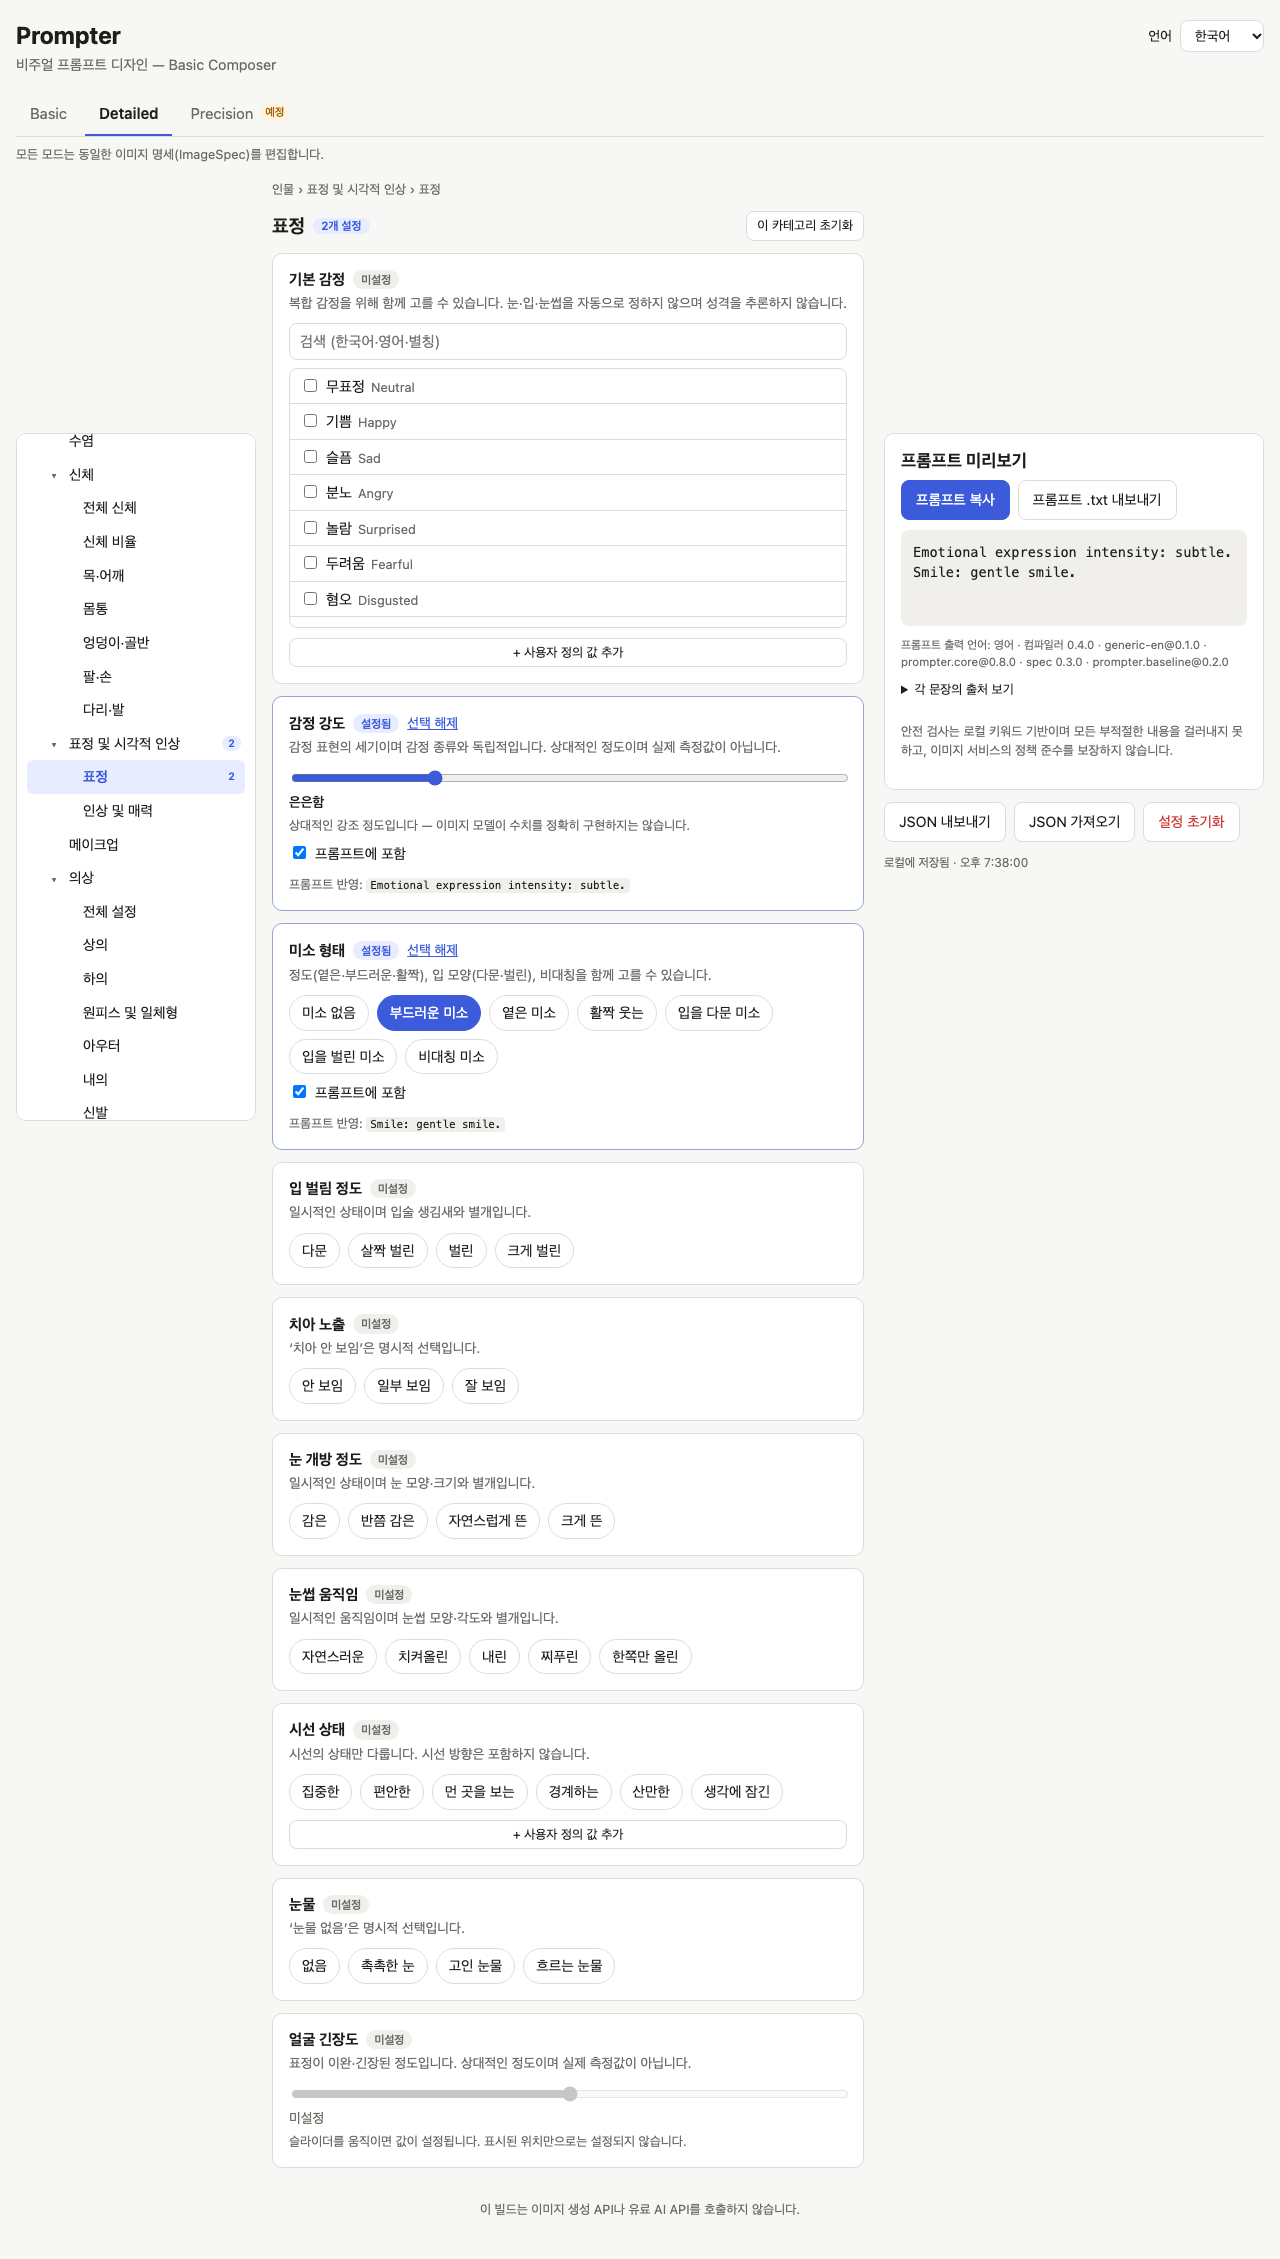 Prompter
비주얼 프롬프트 디자인 — Basic Composer
언어 한국어
Basic Detailed Precision 예정
모든 모드는 동일한 이미지 명세(ImageSpec)를 편집합니다.
수염
신체
전체 신체
신체 비율
목·어깨
몸통
엉덩이·골반
팔·손
다리·발
표정 및 시각적 인상 2
표정 2
인상 및 매력
메이크업
의상
전체 설정
상의
하의
원피스 및 일체형
아우터
내의
신발
인물 › 표정 및 시각적 인상 › 표정
표정 2개 설정 이 카테고리 초기화
기본 감정 미설정
복합 감정을 위해 함께 고를 수 있습니다. 눈·입·눈썹을 자동으로 정하지 않으며 성격을 추론하지 않습니다.
검색 (한국어·영어·별칭)
무표정 Neutral
기쁨 Happy
슬픔 Sad
분노 Angry
놀람 Surprised
두려움 Fearful
혐오 Disgusted
+ 사용자 정의 값 추가
감정 강도 설정됨 선택 해제
감정 표현의 세기이며 감정 종류와 독립적입니다. 상대적인 정도이며 실제 측정값이 아닙니다.
은은함
상대적인 강조 정도입니다 — 이미지 모델이 수치를 정확히 구현하지는 않습니다.
프롬프트에 포함
프롬프트 반영: Emotional expression intensity: subtle.
미소 형태 설정됨 선택 해제
정도(옅은·부드러운·활짝), 입 모양(다문·벌린), 비대칭을 함께 고를 수 있습니다.
미소 없음 부드러운 미소 옅은 미소 활짝 웃는 입을 다문 미소
입을 벌린 미소 비대칭 미소
프롬프트에 포함
프롬프트 반영: Smile: gentle smile.
입 벌림 정도 미설정
일시적인 상태이며 입술 생김새와 별개입니다.
다문 살짝 벌린 벌린 크게 벌린
치아 노출 미설정
‘치아 안 보임’은 명시적 선택입니다.
안 보임 일부 보임 잘 보임
눈 개방 정도 미설정
일시적인 상태이며 눈 모양·크기와 별개입니다.
감은 반쯤 감은 자연스럽게 뜬 크게 뜬
눈썹 움직임 미설정
일시적인 움직임이며 눈썹 모양·각도와 별개입니다.
자연스러운 치켜올린 내린 찌푸린 한쪽만 올린
시선 상태 미설정
시선의 상태만 다룹니다. 시선 방향은 포함하지 않습니다.
집중한 편안한 먼 곳을 보는 경계하는 산만한 생각에 잠긴
+ 사용자 정의 값 추가
눈물 미설정
‘눈물 없음’은 명시적 선택입니다.
없음 촉촉한 눈 고인 눈물 흐르는 눈물
얼굴 긴장도 미설정
표정이 이완·긴장된 정도입니다. 상대적인 정도이며 실제 측정값이 아닙니다.
미설정
슬라이더를 움직이면 값이 설정됩니다. 표시된 위치만으로는 설정되지 않습니다.
프롬프트 미리보기
프롬프트 복사 프롬프트 .txt 내보내기
Emotional expression intensity: subtle.
Smile: gentle smile.
프롬프트 출력 언어: 영어 · 컴파일러 0.4.0 · generic-en@0.1.0 ·
prompter.core@0.8.0 · spec 0.3.0 · prompter.baseline@0.2.0
각 문장의 출처 보기
안전 검사는 로컬 키워드 기반이며 모든 부적절한 내용을 걸러내지 못
하고, 이미지 서비스의 정책 준수를 보장하지 않습니다.
JSON 내보내기 JSON 가져오기 설정 초기화
로컬에 저장됨 · 오후 7:38:00
이 빌드는 이미지 생성 API나 유료 AI API를 호출하지 않습니다.